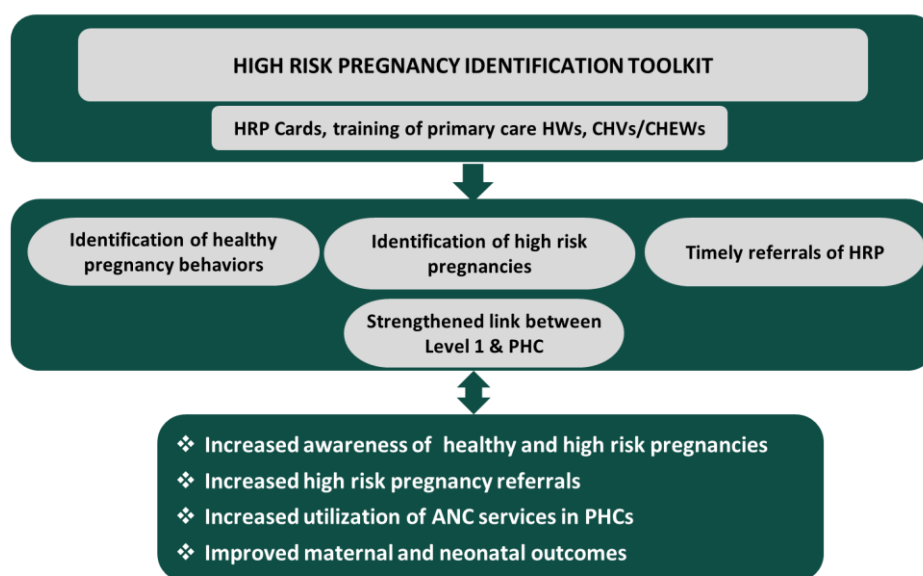 HIGH RISK PREGNANCY IDENTIFICATION TOOLKIT
HRP Cards, training of primary care HWs, CHVs/CHEWs
Identification of healthy
pregnancy behaviors
Identification of high risk
pregnancies
Timely referrals of HRP
Strengthened link between
Level 1 & PHC
❖ Increased awareness of healthy and high risk pregnancies
❖ Increased high risk pregnancy referrals
❖ Increased utilization of ANC services in PHCs
❖ Improved maternal and neonatal outcomes